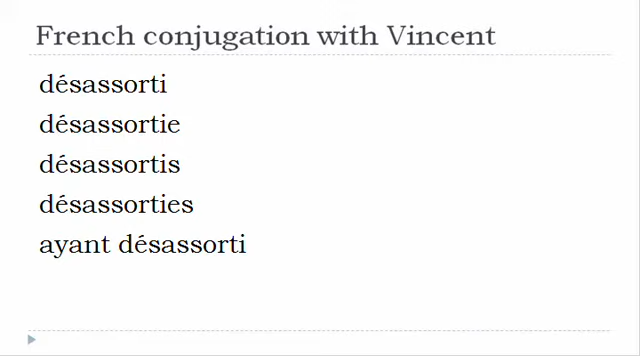 French conjugation with Vincent
désassorti
désassortie
désassortis
désassorties
ayant désassorti